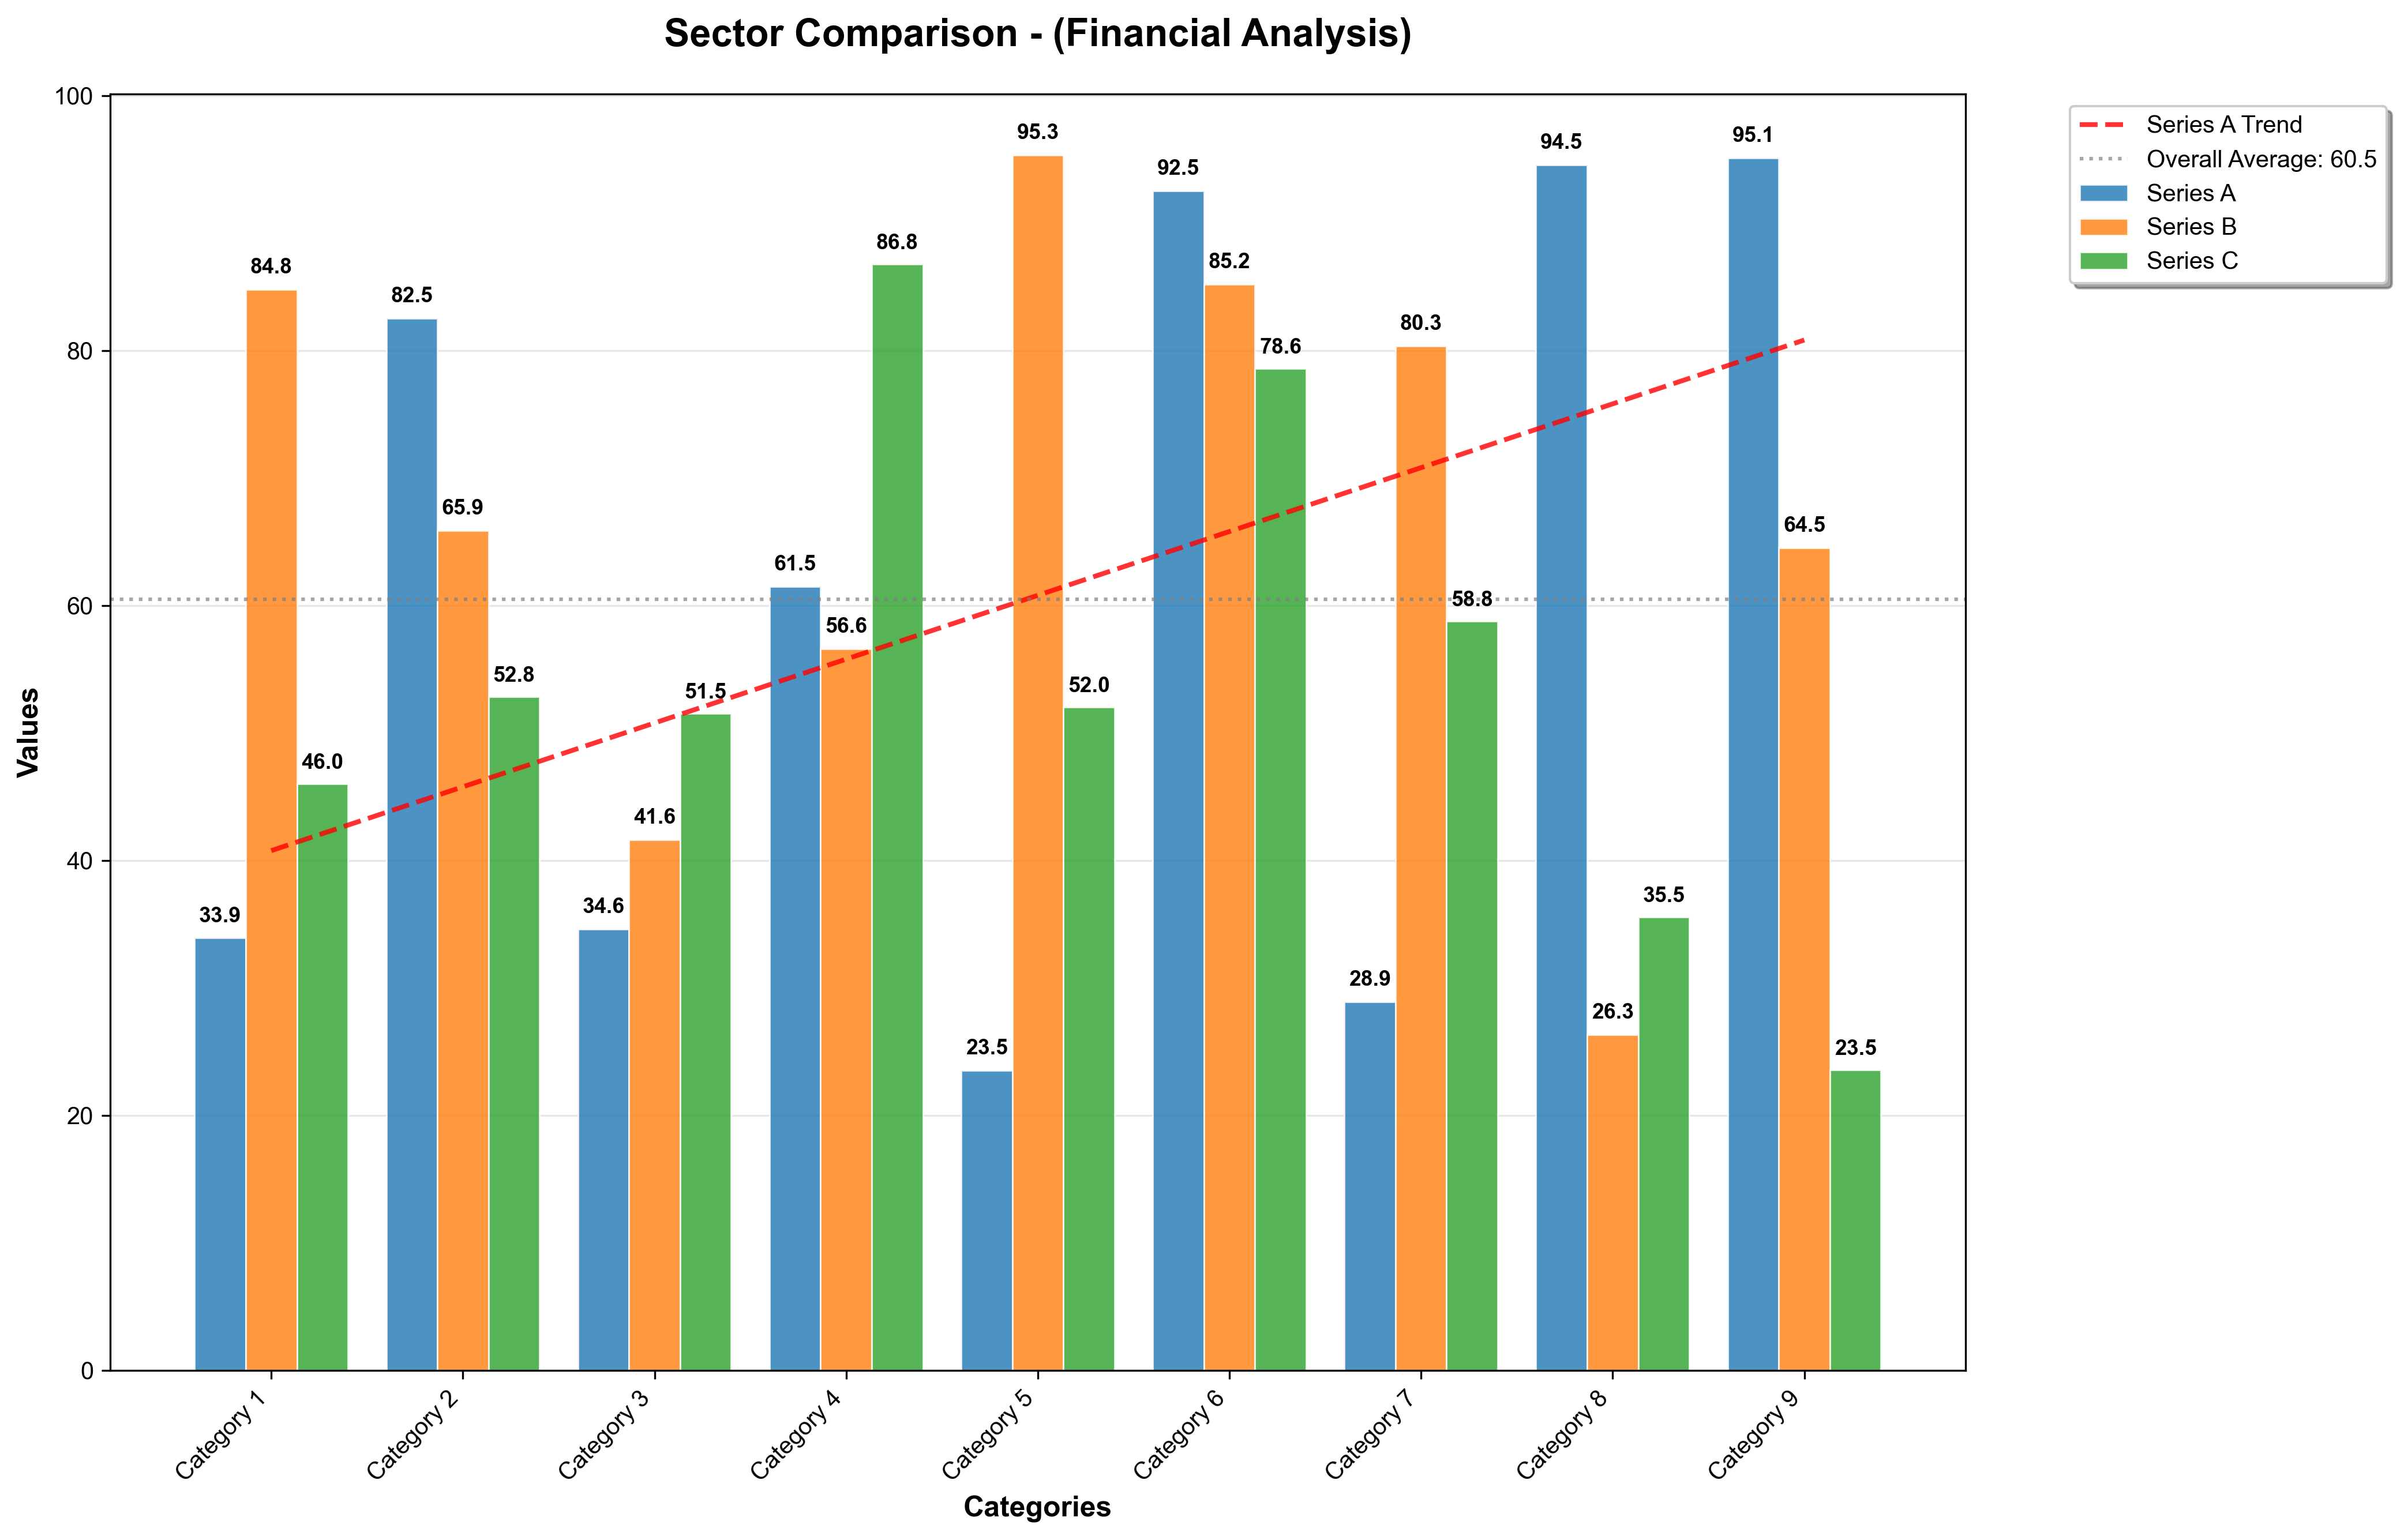 Sector Comparison - (Financial Analysis)
Values
100
80
60
40
20
0
33.9
84.8
46.0
82.5
65.9
52.8
34.6
41.6
51.5
61.5
56.6
86.8
23.5
95.3
52.0
92.5
85.2
78.6
28.9
80.3
58.8
94.5
26.3
35.5
95.1
64.5
23.5
Category 1
Category 2
Category 3
Category 4
Category 5
Category 6
Category 7
Category 8
Category 9
Categories
Series A Trend
Overall Average: 60.5
Series A
Series B
Series C